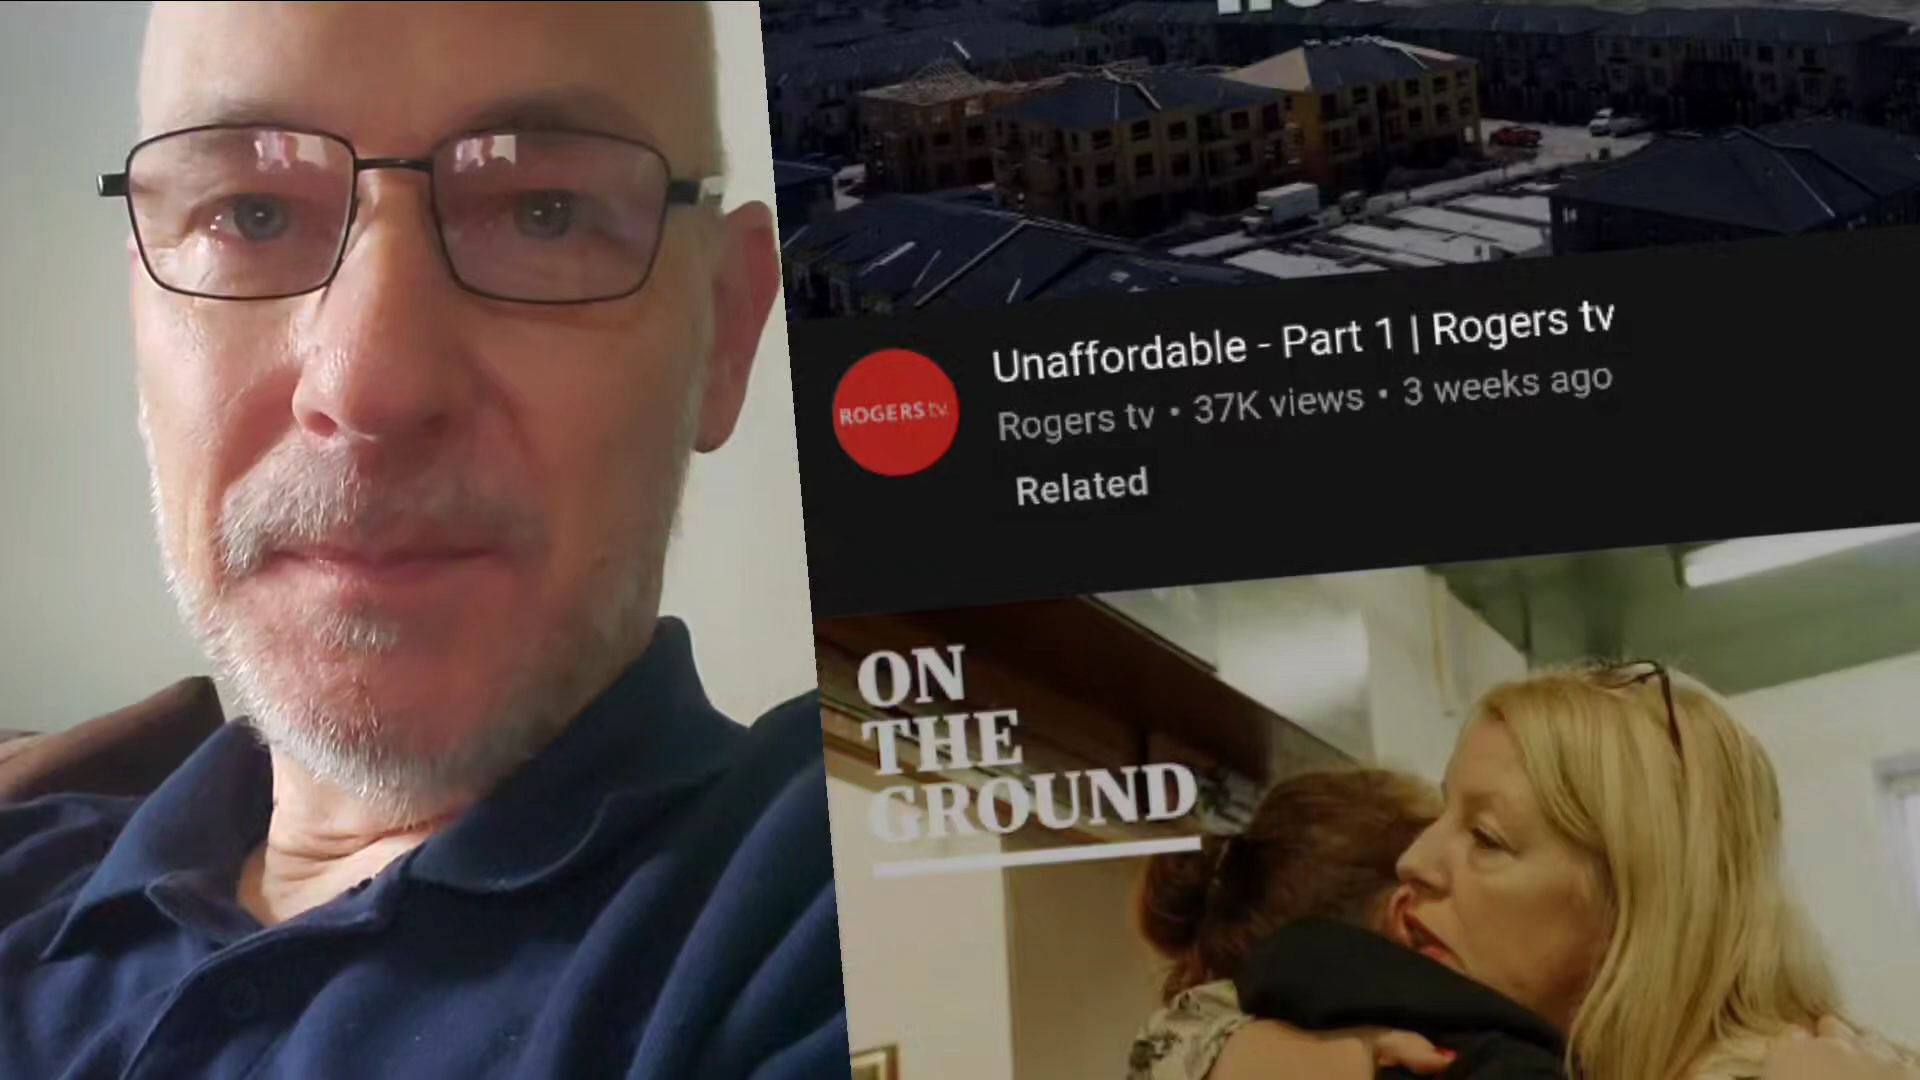 Unaffordable - Part 1 | Rogers tv
ROGERS tv
Rogers tv • 37K views • 3 weeks ago
Related
ON
THE
GROUND